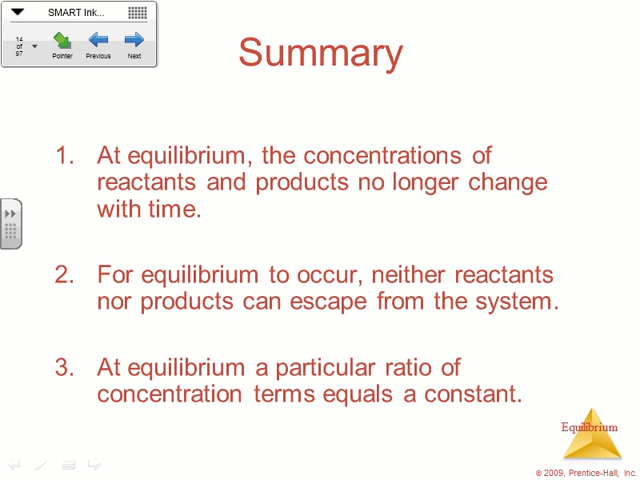 SMART Ink...
14
of
97
Pointer
Previous
Next
Summary
1. At equilibrium, the concentrations of
reactants and products no longer change
with time.
2. For equilibrium to occur, neither reactants
nor products can escape from the system.
3. At equilibrium a particular ratio of
concentration terms equals a constant.
Equilibrium
© 2009, Prentice-Hall, Inc.